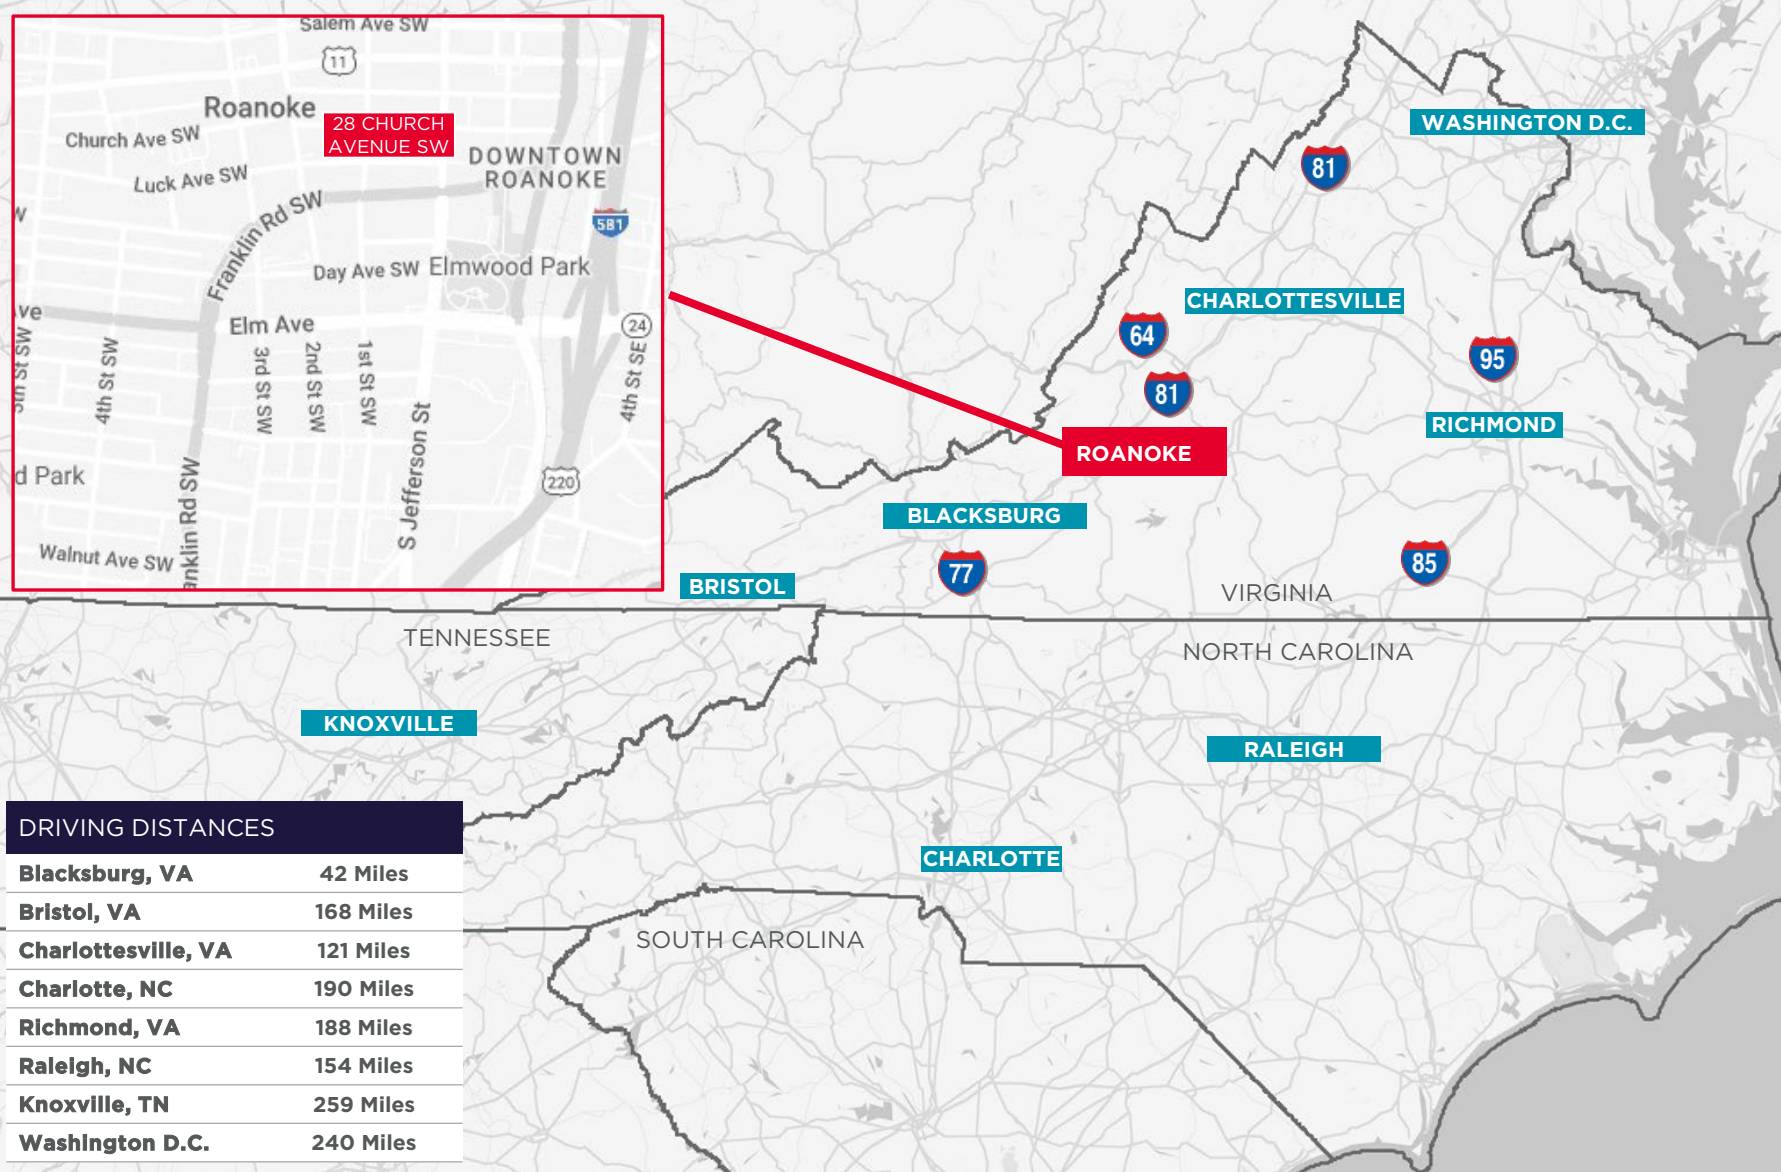 Salem Ave SW
11
Roanoke
28 CHURCH
AVENUE SW
Church Ave SW
DOWNTOWN
ROANOKE
Luck Ave SW
Franklin Rd SW
581
Day Ave SW
Elmwood Park
ve
Elm Ave
24
5th St SW
4th St SW
3rd St SW
2nd St SW
1st St SW
4th St SE
S Jefferson St
d Park
220
anklin Rd SW
Walnut Ave SW
WASHINGTON D.C.
81
CHARLOTTESVILLE
64
95
81
RICHMOND
ROANOKE
BLACKSBURG
77
85
BRISTOL
VIRGINIA
TENNESSEE
NORTH CAROLINA
KNOXVILLE
RALEIGH
CHARLOTTE
SOUTH CAROLINA
DRIVING DISTANCES
Blacksburg, VA 42 Miles
Bristol, VA 168 Miles
Charlottesville, VA 121 Miles
Charlotte, NC 190 Miles
Richmond, VA 188 Miles
Raleigh, NC 154 Miles
Knoxville, TN 259 Miles
Washington D.C. 240 Miles